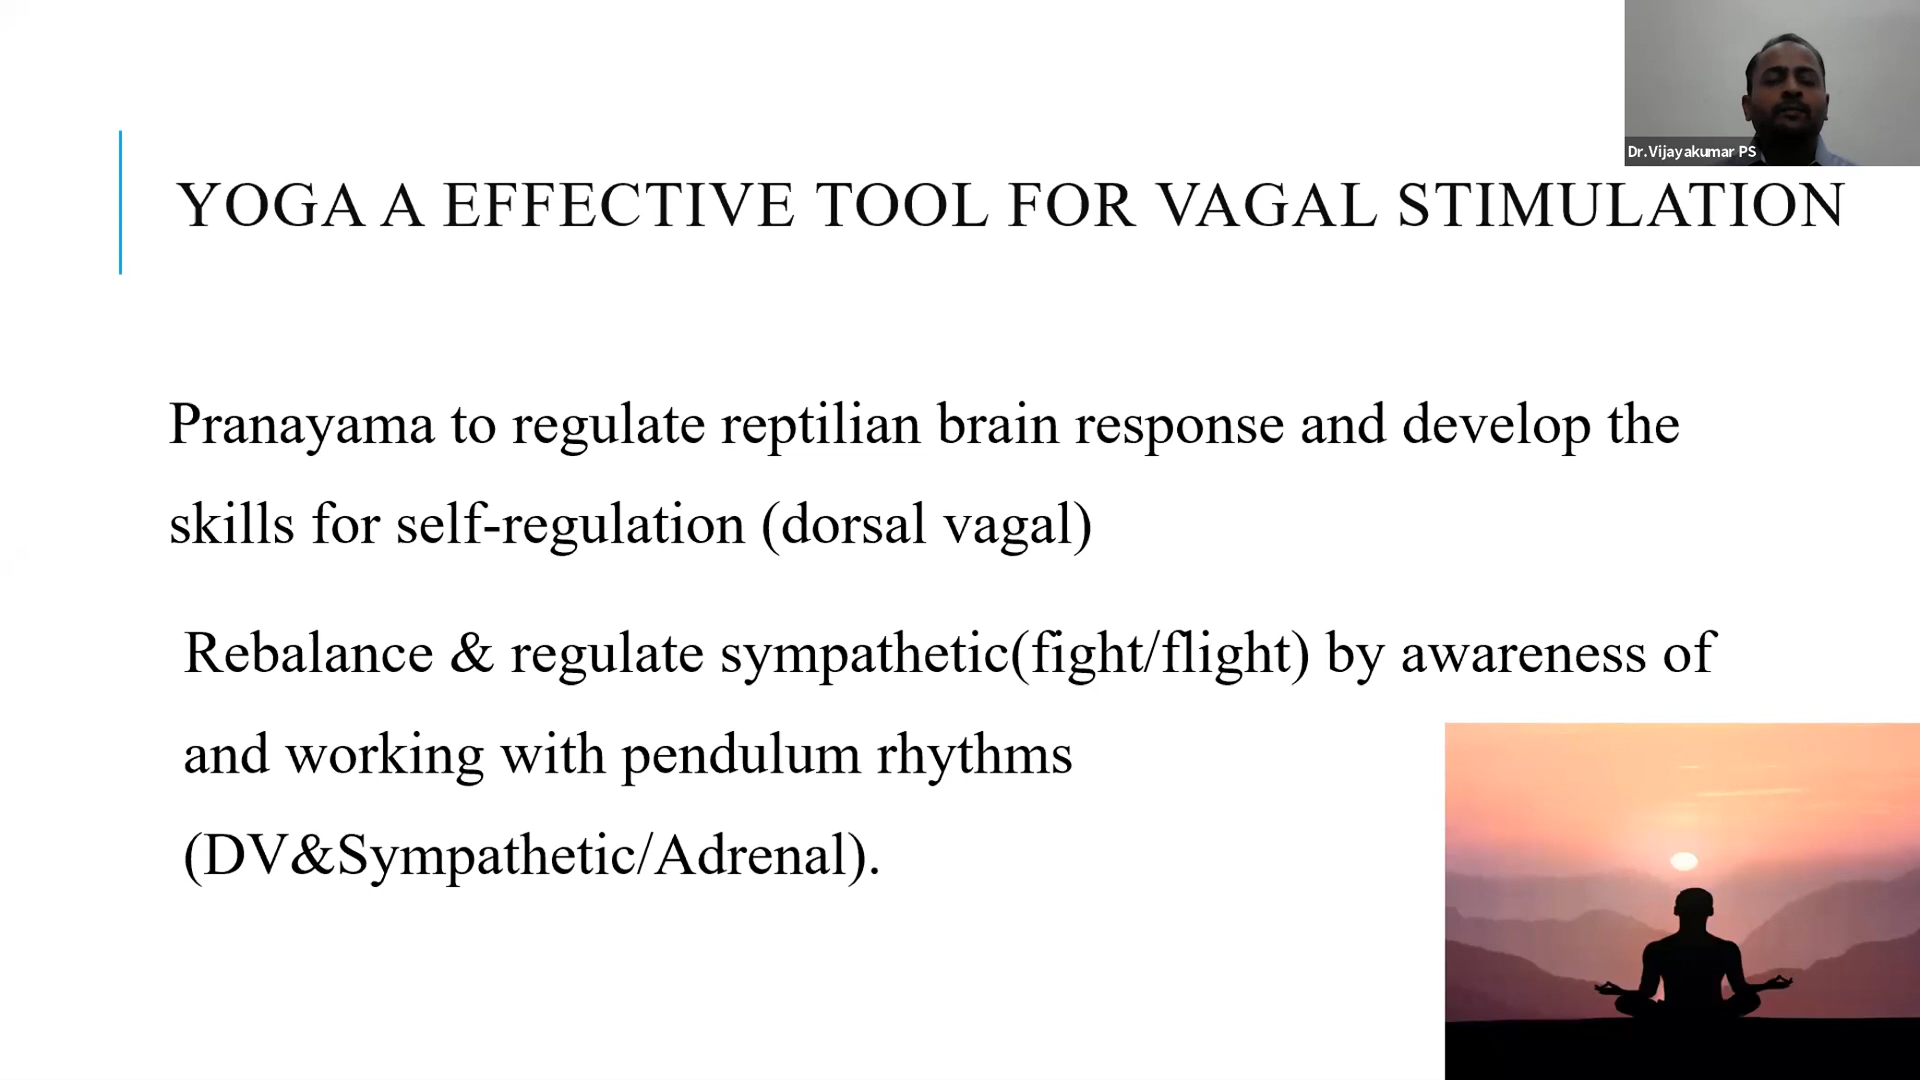 Dr.Vijayakumar PS
YOGA A EFFECTIVE TOOL FOR VAGAL STIMULATION
Pranayama to regulate reptilian brain response and develop the
skills for self-regulation (dorsal vagal)
Rebalance & regulate sympathetic(fight/flight) by awareness of
and working with pendulum rhythms
(DV&Sympathetic/Adrenal).